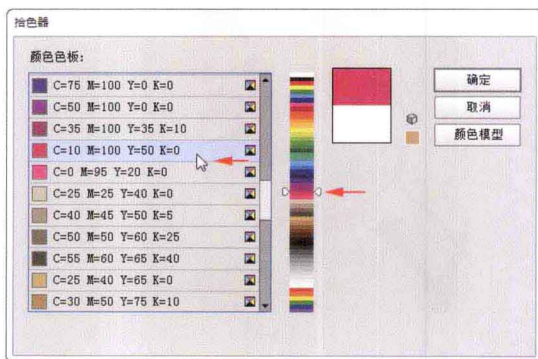 拾色器
颜色色板:
C=75 M=100 Y=0 K=0
C=50 M=100 Y=0 K=0
C=35 M=100 Y=35 K=10
C=10 M=100 Y=50 K=0
C=0 M=95 Y=20 K=0
C=25 M=25 Y=40 K=0
C=40 M=45 Y=50 K=5
C=50 M=50 Y=60 K=25
C=55 M=60 Y=65 K=40
C=25 M=40 Y=65 K=0
C=30 M=50 Y=75 K=10
确定
取消
颜色模型